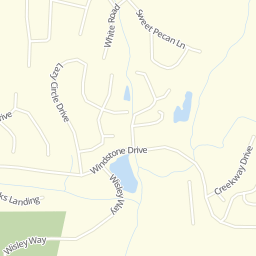 Sweet Pecan Ln
White Road
Lazy Circle Drive
rive
Windstone Drive
Creekway Drive
Wisley Way
ks Landing
Wisley Way